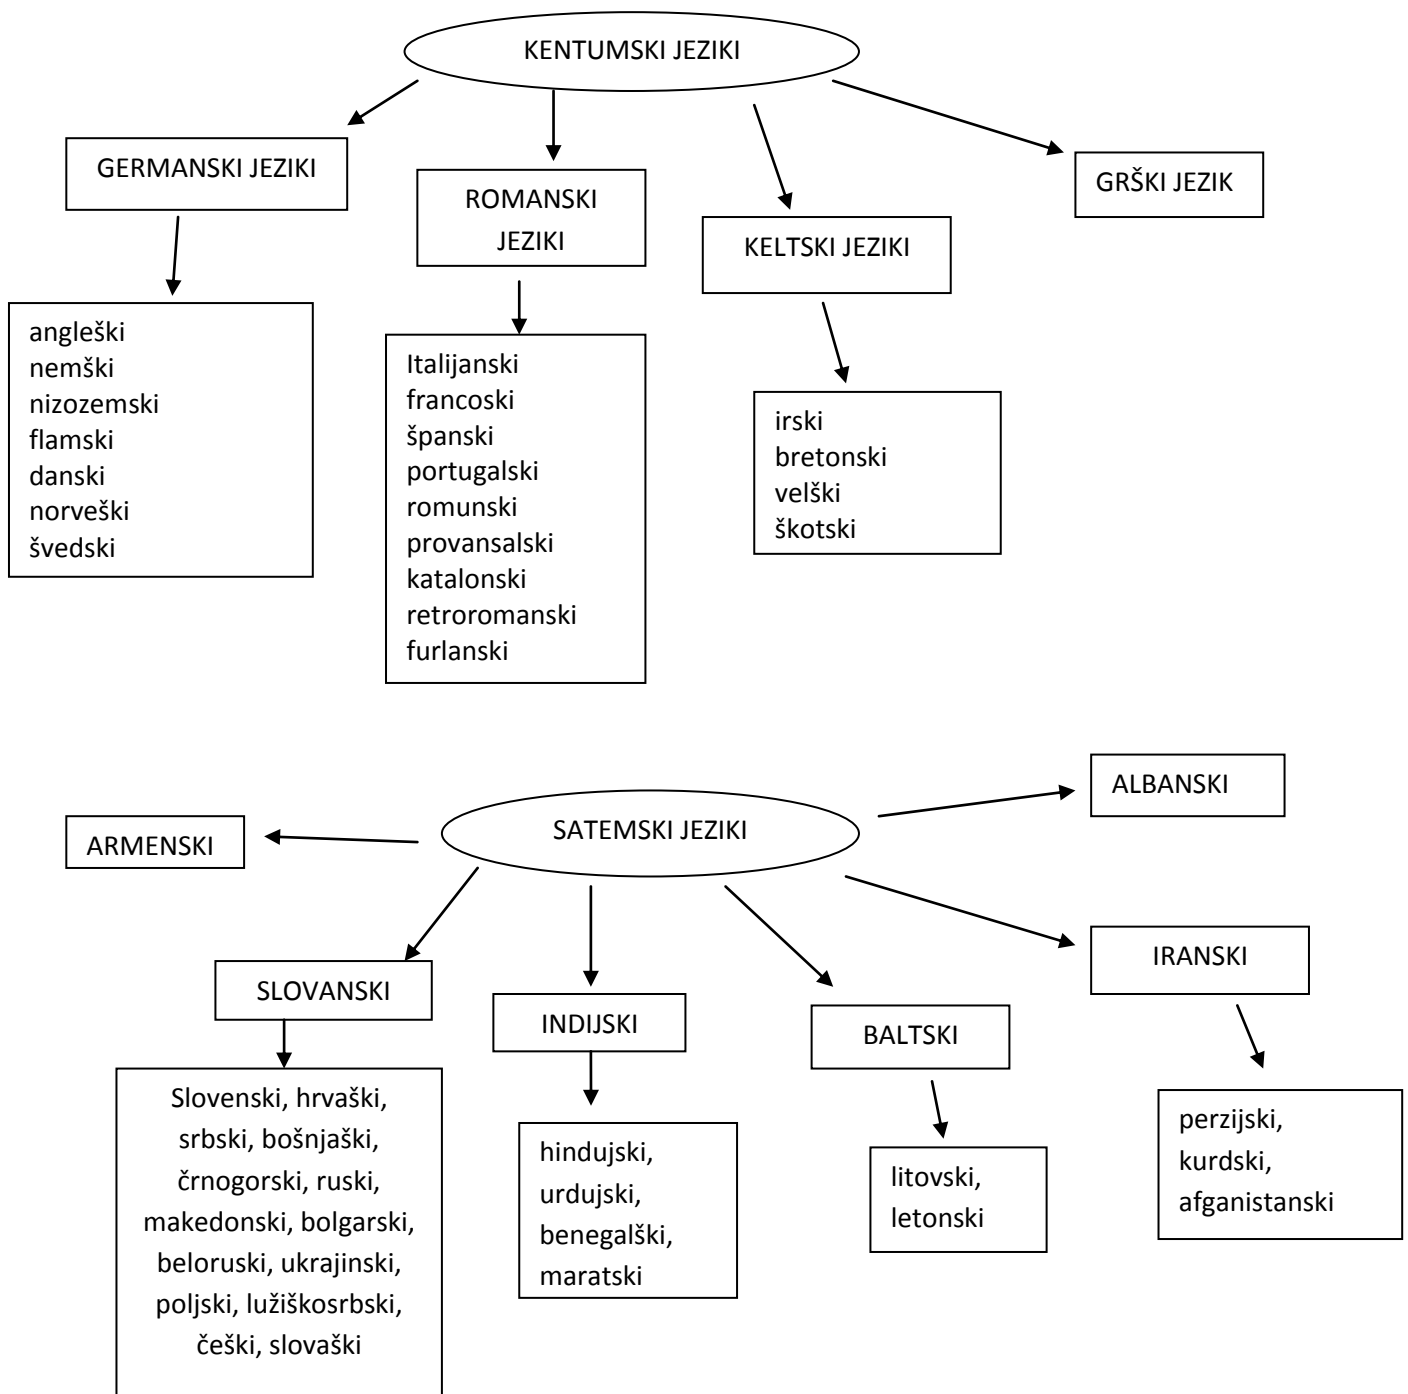 KENTUMSKI JEZIKI
GERMANSKI JEZIKI
ROMANSKI
JEZIKI
KELTSKI JEZIKI
GRŠKI JEZIK
angleški
nemški
nizozemski
flamski
danski
norveški
švedski
Italijanski
francoski
španski
portugalski
romunski
provansalski
katalonski
retroromanski
furlanski
irski
bretonski
velški
škotski
SATEMSKI JEZIKI
ALBANSKI
ARMENSKI
SLOVANSKI
INDIJSKI
BALTSKI
IRANSKI
Slovenski, hrvaški,
srbski, bošnjaški,
črnogorski, ruski,
makedonski, bolgarski,
beloruski, ukrajinski,
poljski, lužiškosrbski,
češki, slovaški
hindujski,
urdujski,
benegalški,
maratski
litovski,
letonski
perzijski,
kurdski,
afganistanski